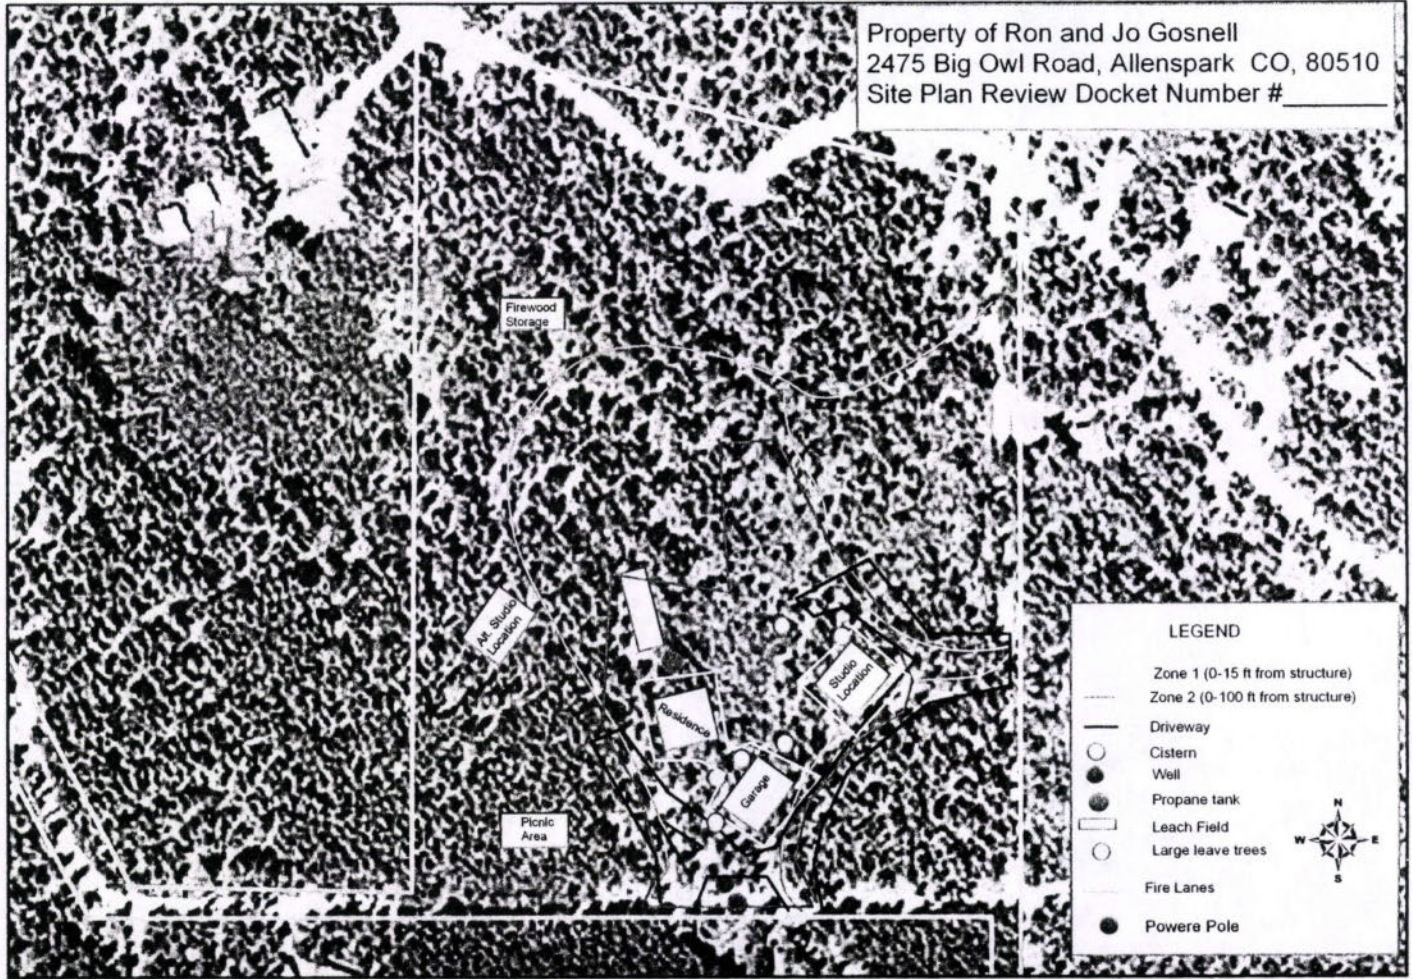 Property of Ron and Jo Gosnell
2475 Big Owl Road, Allenspark CO, 80510
Site Plan Review Docket Number #________
Firewood
Storage
Alt. Studio
Location
Studio
Location
Residence
Garage
Picnic
Area
LEGEND
Zone 1 (0-15 ft from structure)
Zone 2 (0-100 ft from structure)
Driveway
Cistern
Well
Propane tank
Leach Field
Large leave trees
Fire Lanes
Powere Pole
N
W
E
S